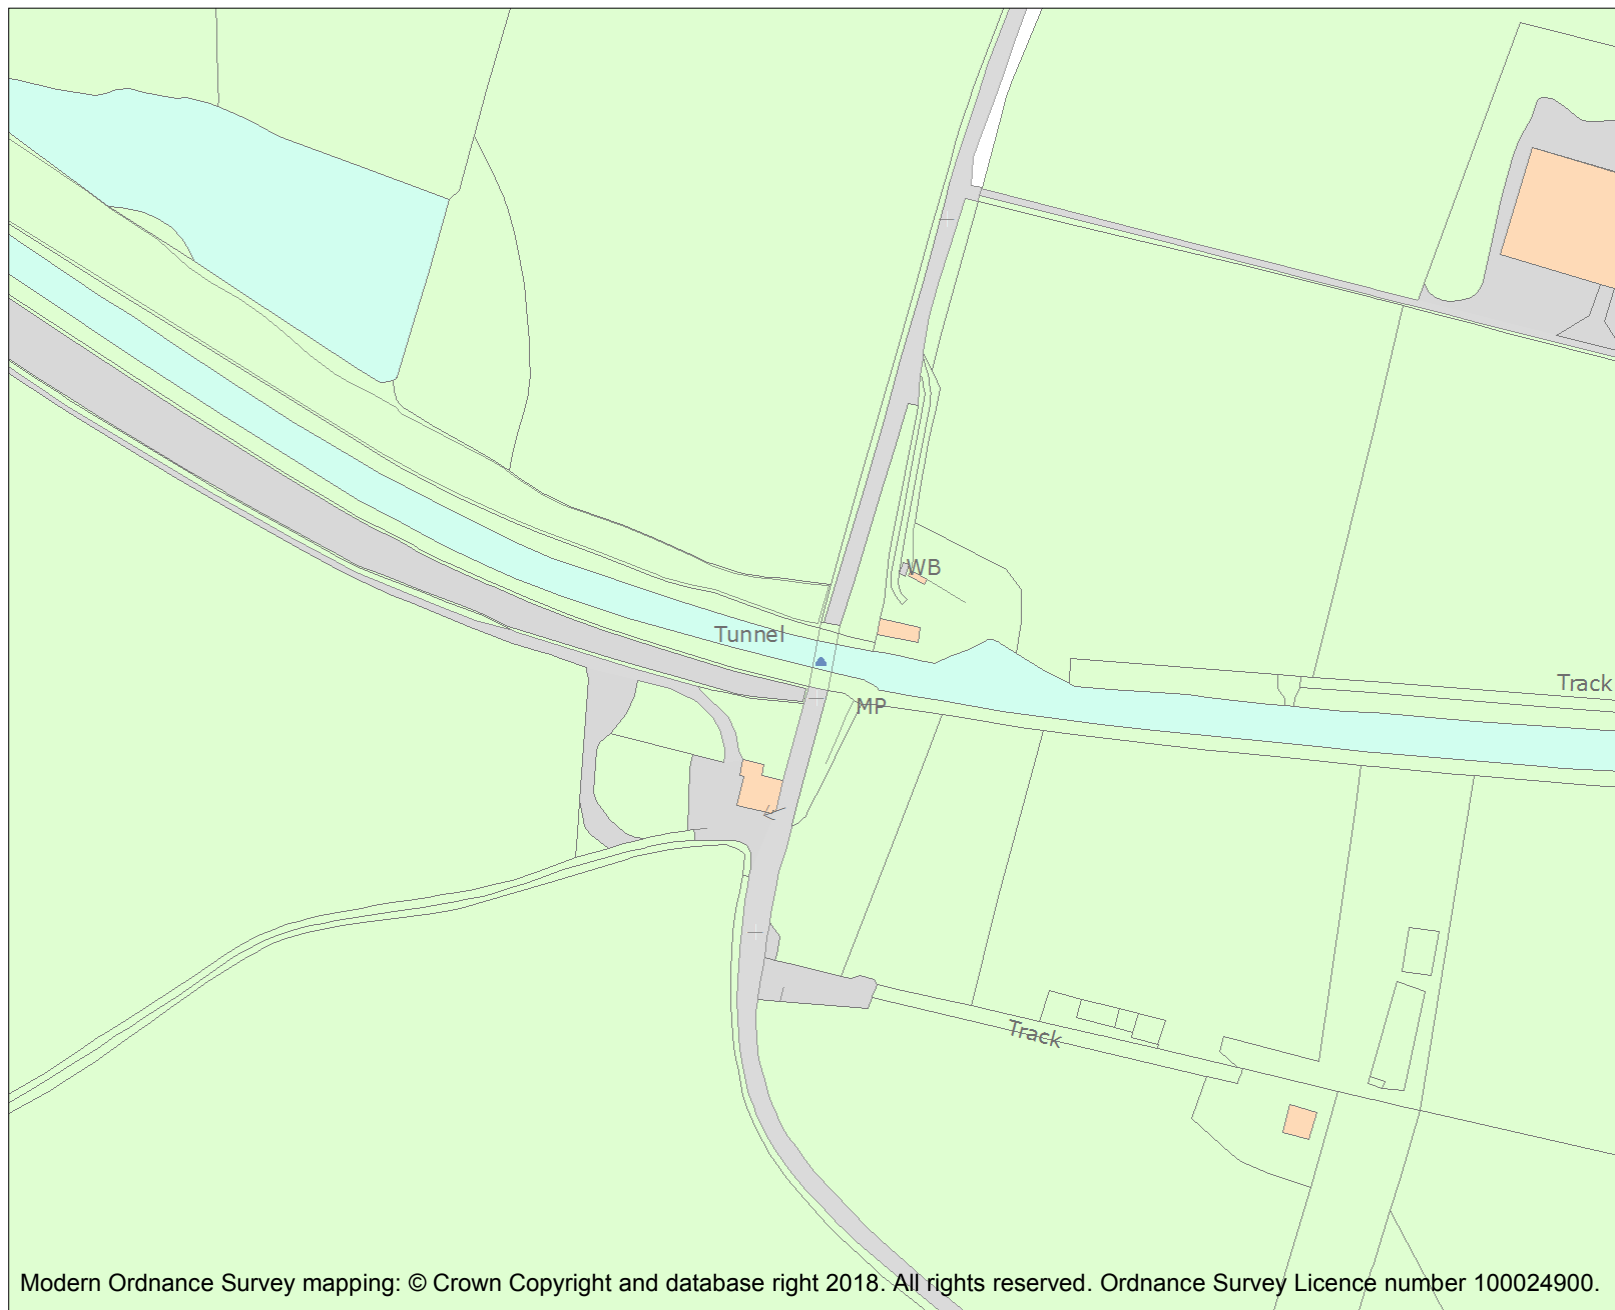 WB
Tunnel
Track
MP
Track
Modern Ordnance Survey mapping: © Crown Copyright and database right 2018. All rights reserved. Ordnance Survey Licence number 100024900.